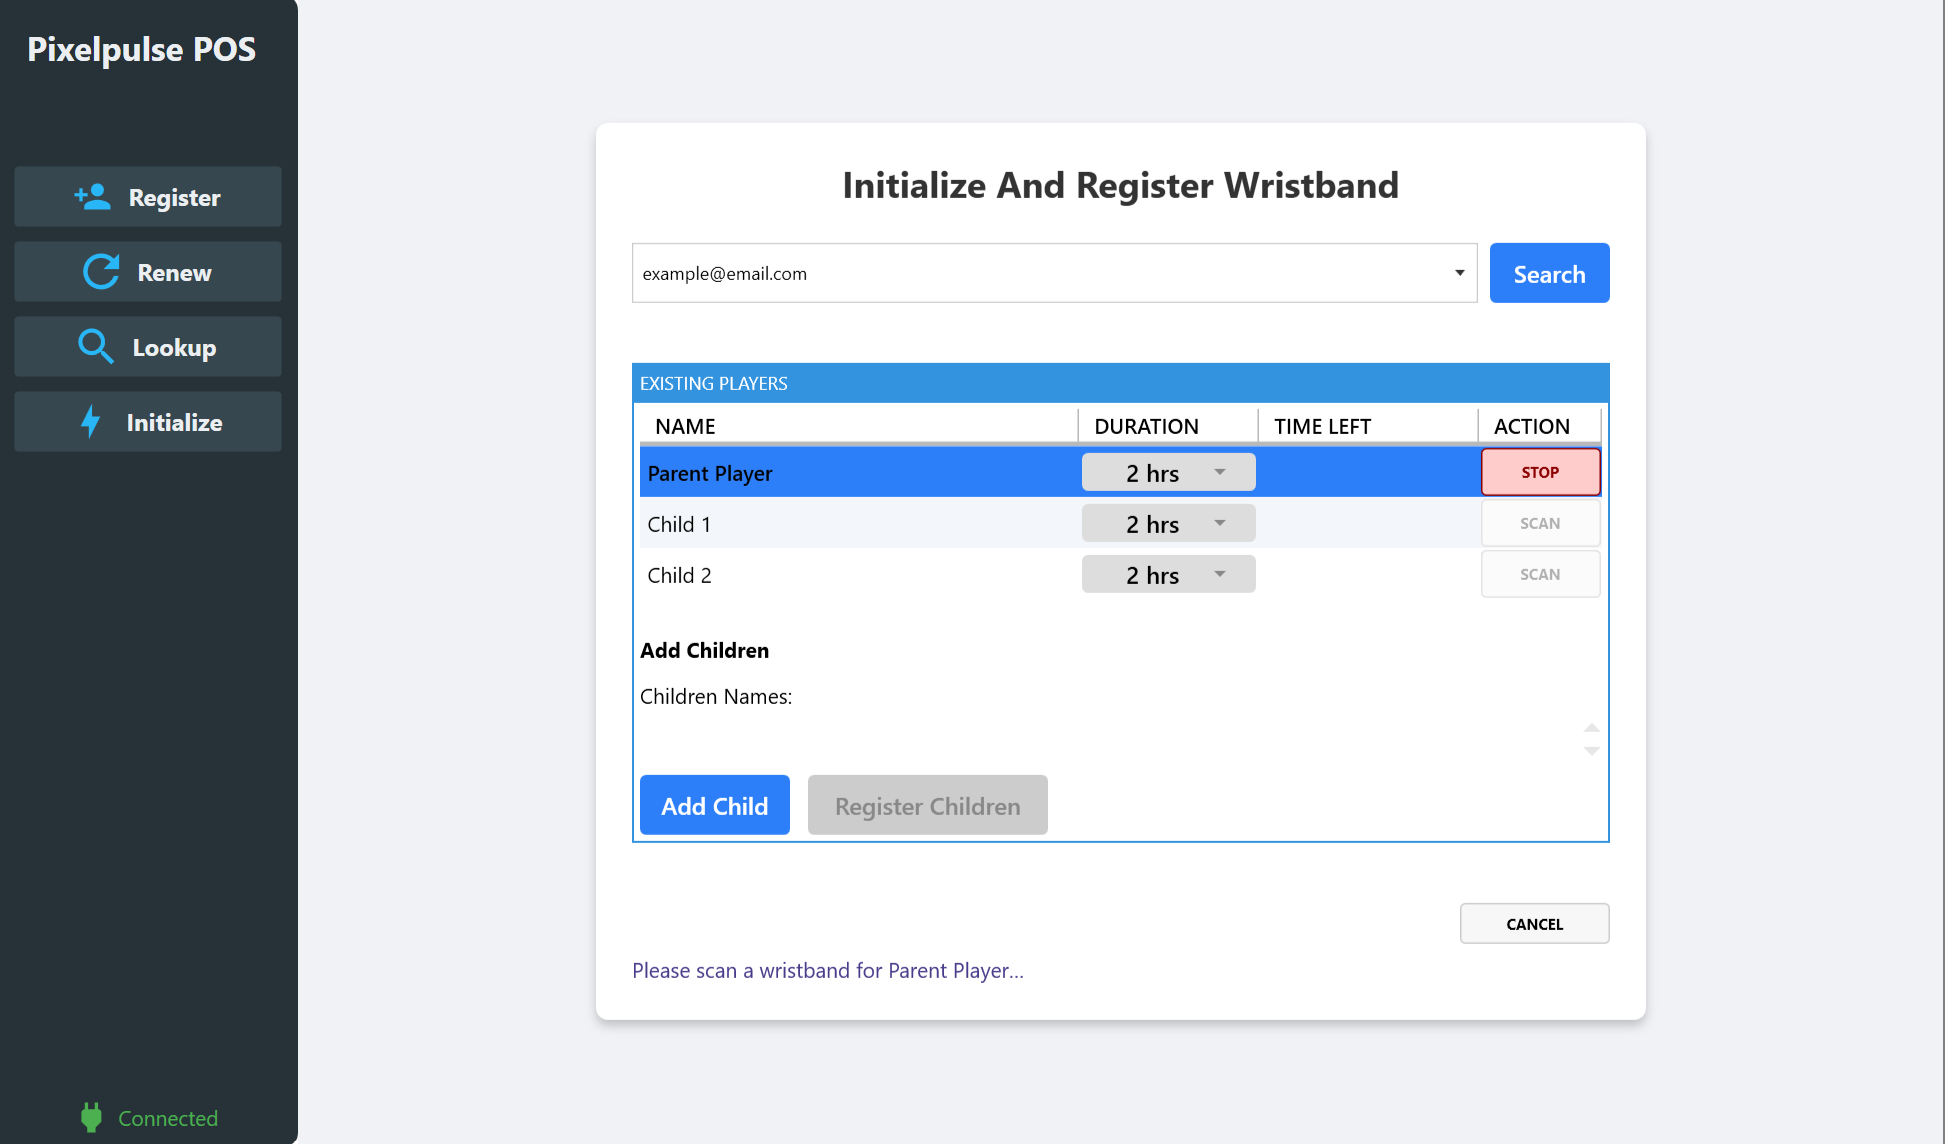 Pixelpulse POS
Register
Renew
Lookup
Initialize
Connected
Initialize And Register Wristband
example@email.com
Search
EXISTING PLAYERS
NAME DURATION TIME LEFT ACTION
Parent Player 2 hrs STOP
Child 1 2 hrs SCAN
Child 2 2 hrs SCAN
Add Children
Children Names:
Add Child Register Children
CANCEL
Please scan a wristband for Parent Player...